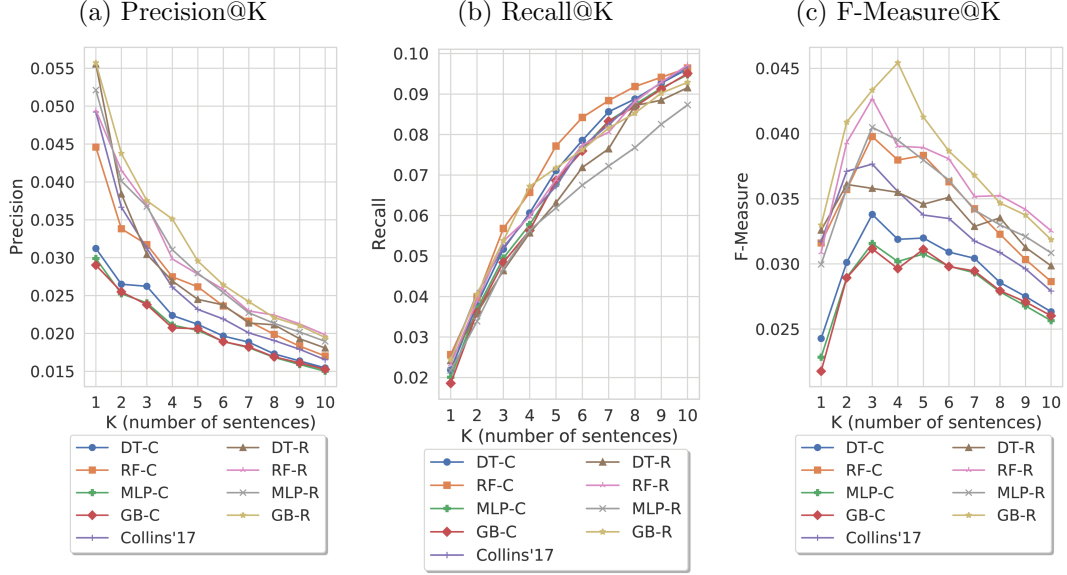 (a) Precision@K
0.055
0.050
0.045
0.040
0.035
0.030
0.025
0.020
0.015
Precision
1 2 3 4 5 6 7 8 9 10
K (number of sentences)
DT-C DT-R
RF-C RF-R
MLP-C MLP-R
GB-C GB-R
Collins'17
(b) Recall@K
0.10
0.09
0.08
0.07
0.06
0.05
0.04
0.03
0.02
Recall
1 2 3 4 5 6 7 8 9 10
K (number of sentences)
DT-C DT-R
RF-C RF-R
MLP-C MLP-R
GB-C GB-R
Collins'17
(c) F-Measure@K
0.045
0.040
0.035
0.030
0.025
F-Measure
1 2 3 4 5 6 7 8 9 10
K (number of sentences)
DT-C DT-R
RF-C RF-R
MLP-C MLP-R
GB-C GB-R
Collins'17